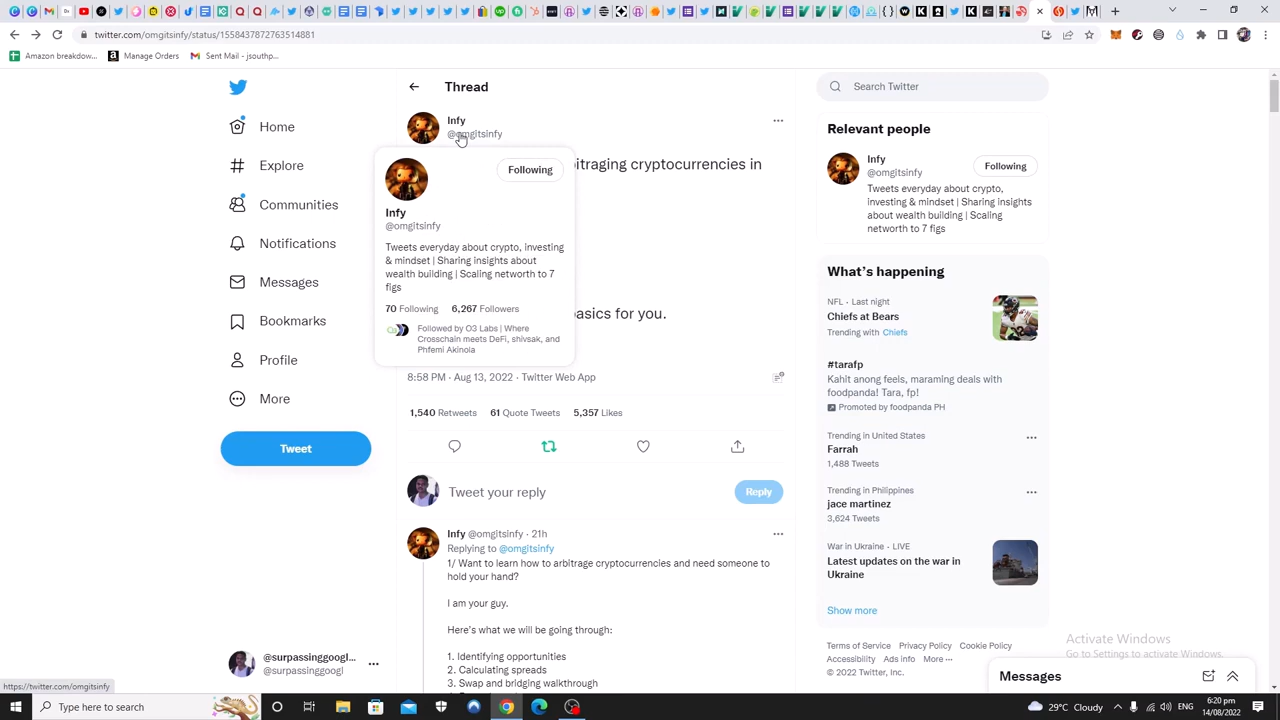 twitter.com/omgitsinfy/status/1558437872763514881
Amazon breakdow...
Manage Orders
Sent Mail - jsouthp...
Home
Explore
Communities
Notifications
Messages
Bookmarks
Profile
More
Tweet
@surpassinggoogl...
@surpassinggoogl
Thread
Infy
@omgitsinfy
bitraging cryptocurrencies in
asics for you.
Infy
@omgitsinfy
Following
Tweets everyday about crypto, investing
& mindset | Sharing insights about
wealth building | Scaling networth to 7
figs
70 Following 6,267 Followers
Followed by O3 Labs | Where
Crosschain meets DeFi, shivsak, and
Phfemi Akinola
8:58 PM · Aug 13, 2022 · Twitter Web App
1,540 Retweets 61 Quote Tweets 5,357 Likes
Tweet your reply
Reply
Infy @omgitsinfy · 21h
Replying to @omgitsinfy
1/ Want to learn how to arbitrage cryptocurrencies and need someone to
hold your hand?
I am your guy.
Here's what we will be going through:
1. Identifying opportunities
2. Calculating spreads
3. Swap and bridging walkthrough
Search Twitter
Relevant people
Infy
@omgitsinfy
Following
Tweets everyday about crypto,
investing & mindset | Sharing insights
about wealth building | Scaling
networth to 7 figs
What's happening
NFL · Last night
Chiefs at Bears
Trending with Chiefs
#tarafp
Kahit anong feels, maraming deals with
foodpanda! Tara, fp!
Promoted by foodpanda PH
Trending in United States
Farrah
1,488 Tweets
Trending in Philippines
jace martinez
3,624 Tweets
War in Ukraine · LIVE
Latest updates on the war in
Ukraine
Show more
Terms of Service Privacy Policy Cookie Policy
Accessibility Ads info More ···
© 2022 Twitter, Inc.
Activate Windows
Go to Settings to activate Windows.
Messages
https://twitter.com/omgitsinfy
Type here to search
29°C Cloudy
ENG
6:20 pm
14/08/2022